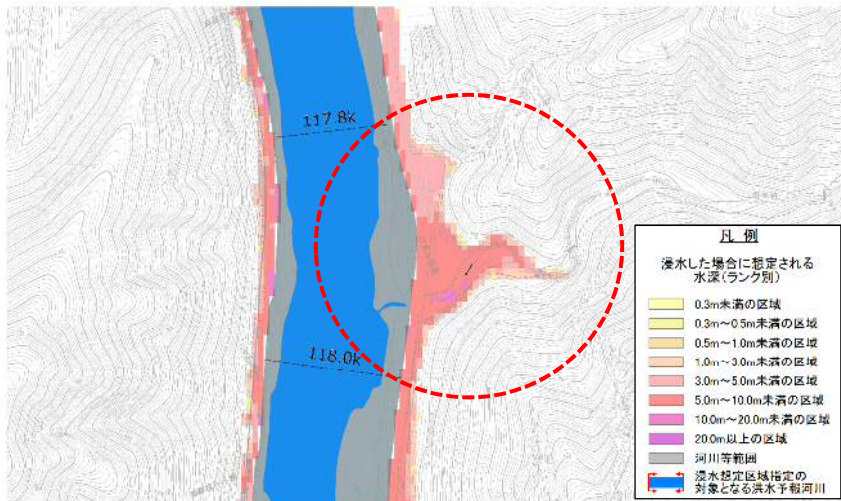 117.8k
118.0k
凡 例
浸水した場合に想定される
水深(ランク別)
0.3m未満の区域
0.3m～0.5m未満の区域
0.5m～1.0m未満の区域
1.0m～3.0m未満の区域
3.0m～5.0m未満の区域
5.0m～10.0m未満の区域
10.0m～20.0m未満の区域
20.0m以上の区域
河川等範囲
浸水想定区域指定の
対象となる洪水予報河川